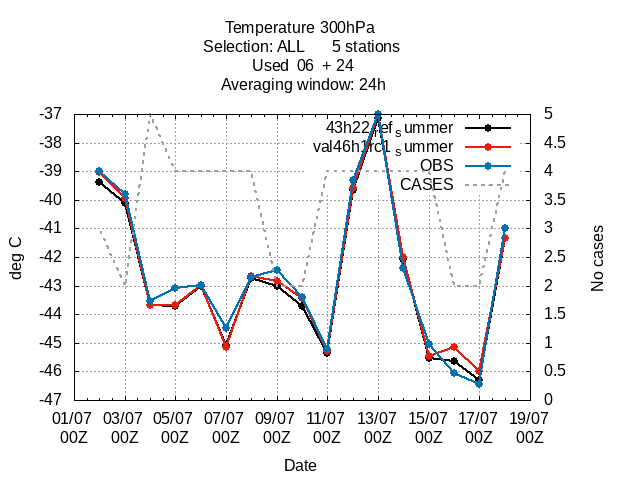 Temperature 300hPa
Selection: ALL 5 stations
Used 06 + 24
Averaging window: 24h
43h22_ref_summer
val46h1rc1_summer
OBS
CASES
-37
-38
-39
-40
-41
-42
-43
-44
-45
-46
-47
deg C
5
4.5
4
3.5
3
2.5
2
1.5
1
0.5
0
No cases
01/07 03/07 05/07 07/07 09/07 11/07 13/07 15/07 17/07 19/07
00Z 00Z 00Z 00Z 00Z 00Z 00Z 00Z 00Z 00Z
Date